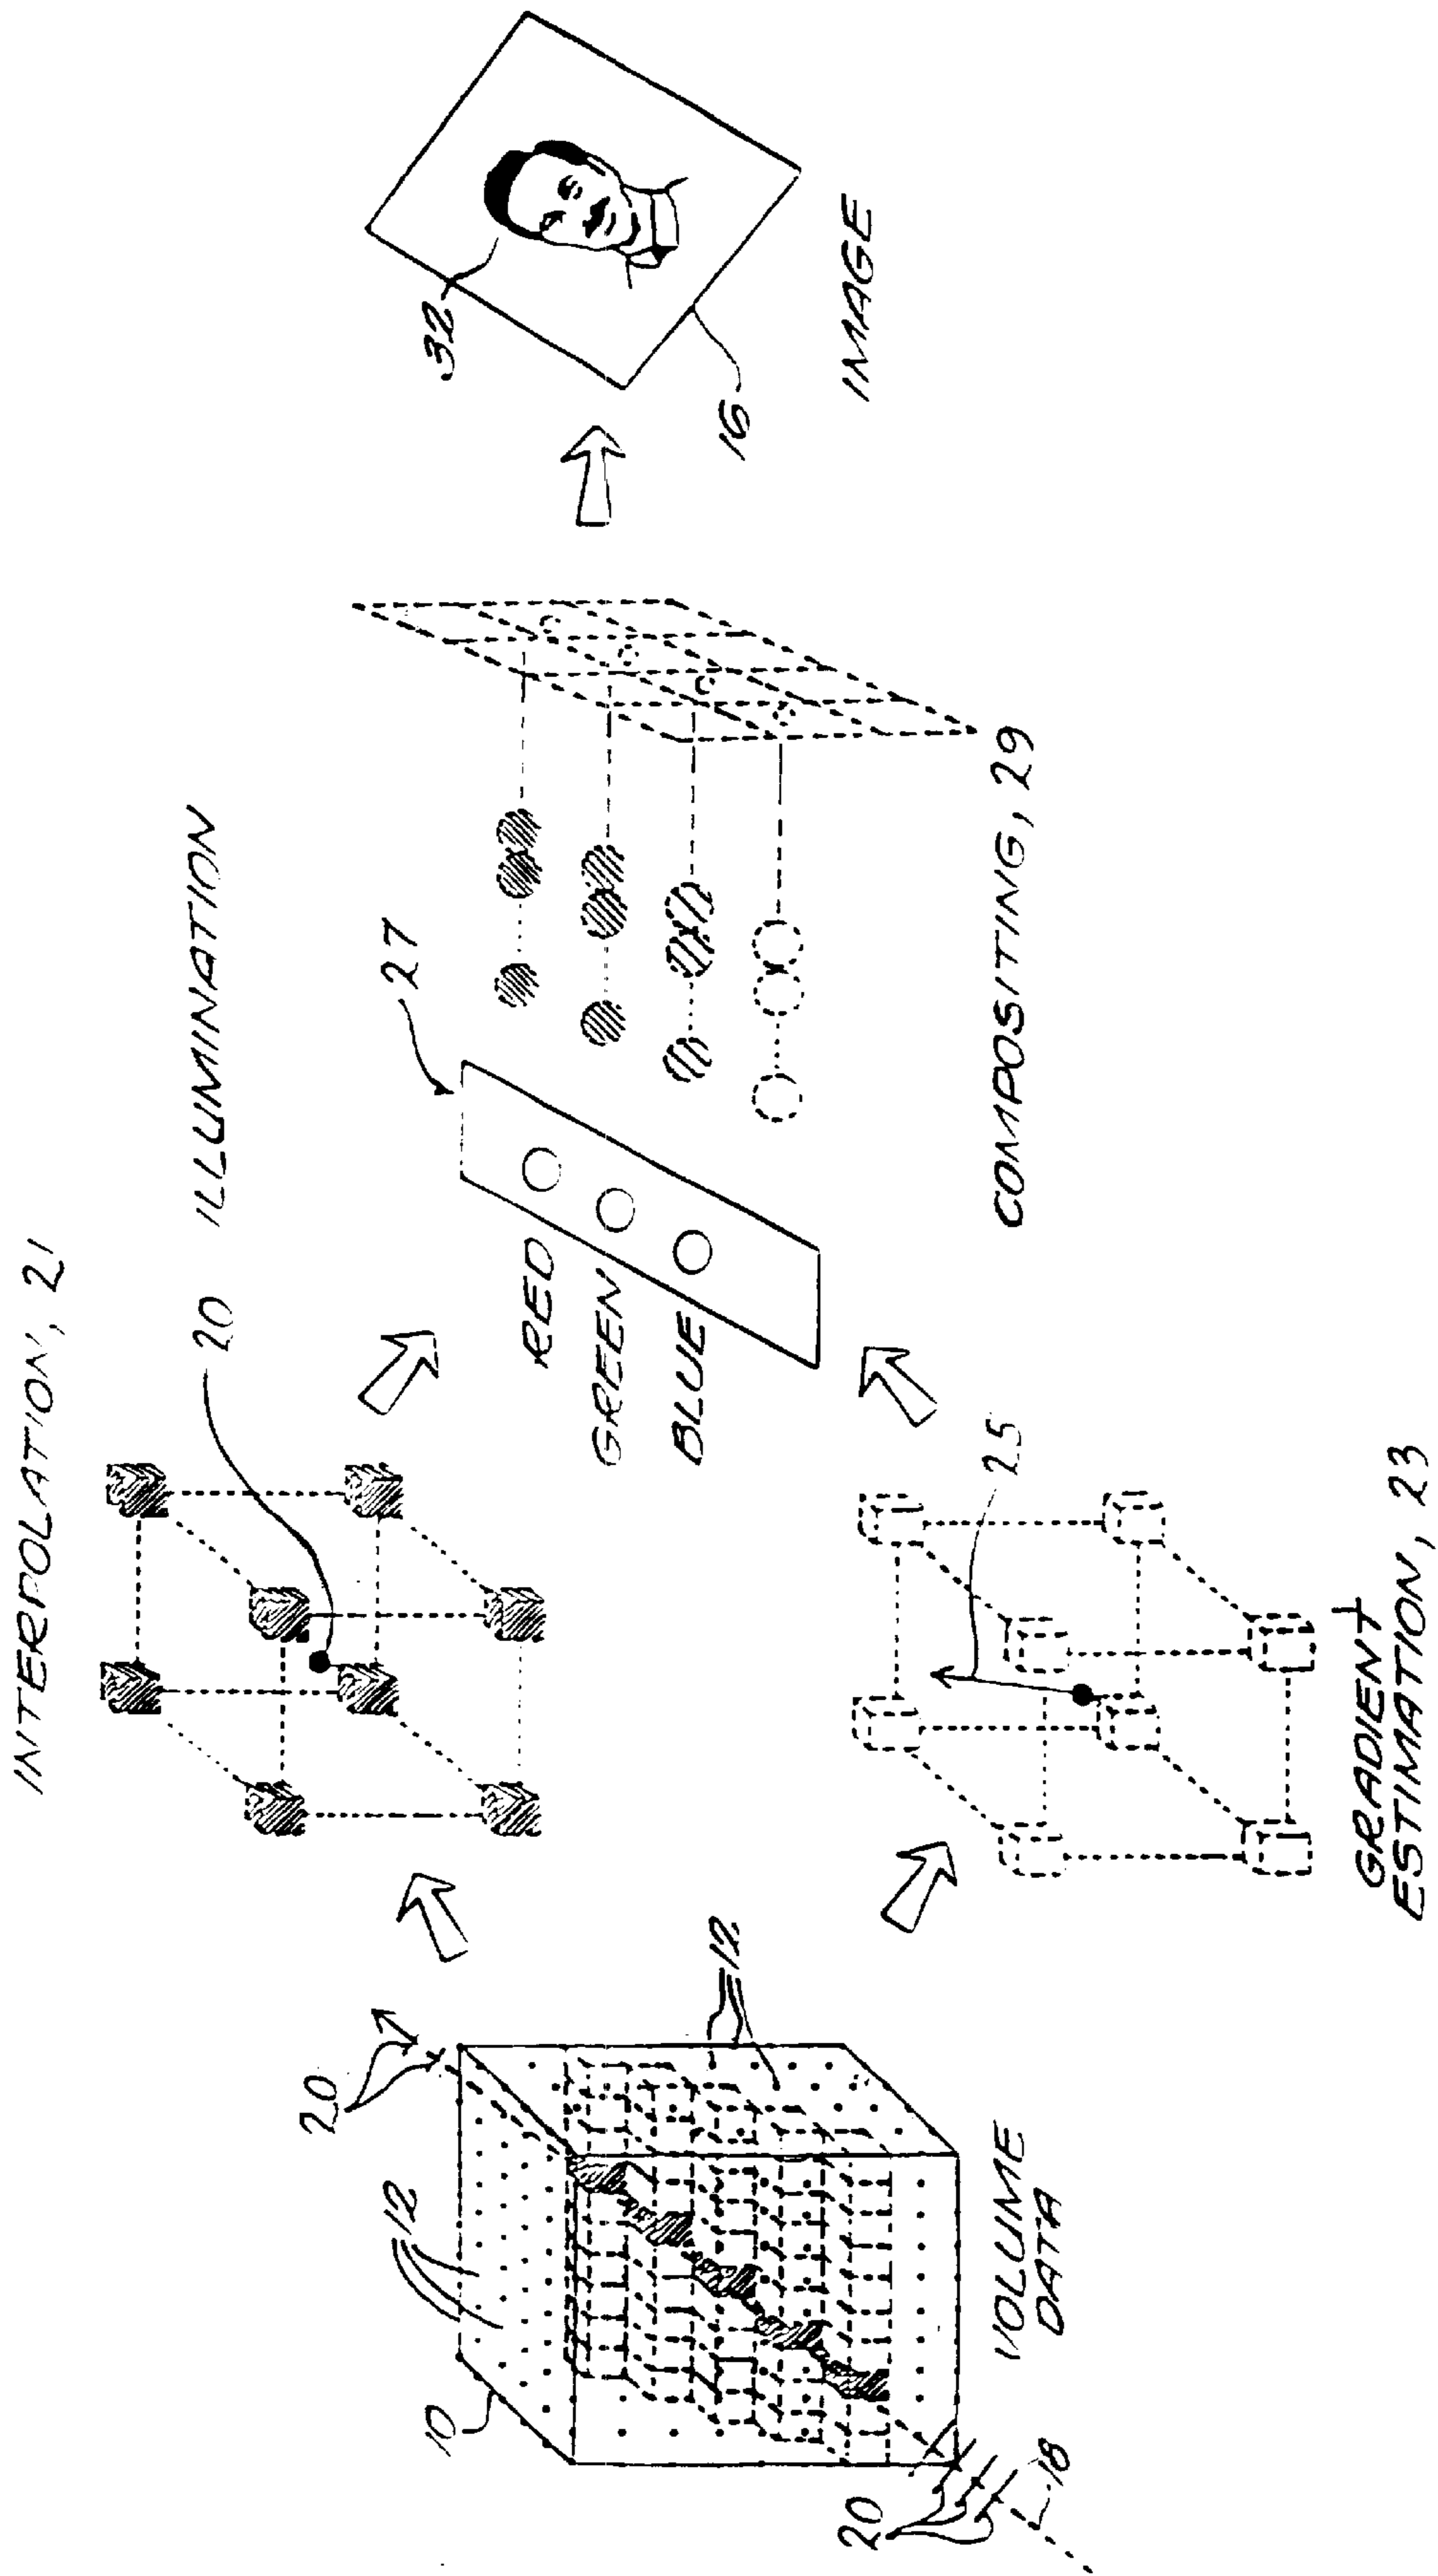 INTERPOLATION, 21
20
ILLUMINATION
27
RED
GREEN
BLUE
32
16
IMAGE
20
12
10
12
20
18
VOLUME
DATA
25
GRADIENT
ESTIMATION, 23
COMPOSITING, 29